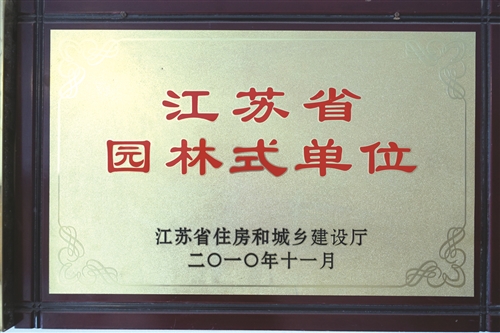 江苏省
园林式单位
江苏省住房和城乡建设厅
二〇一〇年十一月